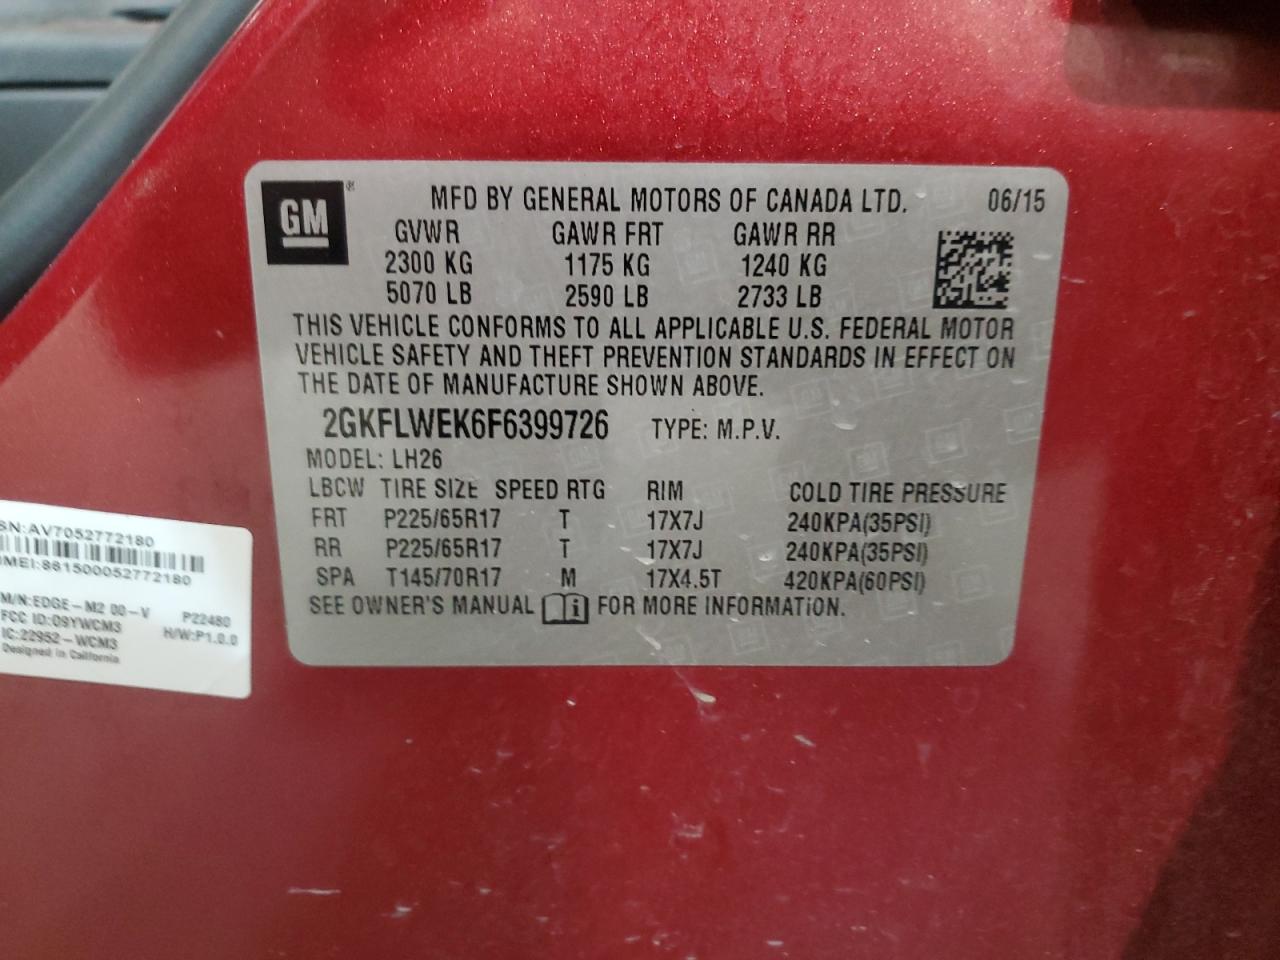 GM
MFD BY GENERAL MOTORS OF CANADA LTD. 06/15
GVWR GAWR FRT GAWR RR
2300 KG 1175 KG 1240 KG
5070 LB 2590 LB 2733 LB
THIS VEHICLE CONFORMS TO ALL APPLICABLE U.S. FEDERAL MOTOR
VEHICLE SAFETY AND THEFT PREVENTION STANDARDS IN EFFECT ON
THE DATE OF MANUFACTURE SHOWN ABOVE.
2GKFLWEK6F6399726 TYPE: M.P.V.
MODEL: LH26
LBCW TIRE SIZE SPEED RTG RIM COLD TIRE PRESSURE
FRT P225/65R17 T 17X7J 240KPA(35PSI)
RR P225/65R17 T 17X7J 240KPA(35PSI)
SPA T145/70R17 M 17X4.5T 420KPA(60PSI)
SEE OWNER'S MANUAL FOR MORE INFORMATION.
SN:AV7052772180
IMEI:861500052772180
M/N:EDGE-M2 00-V P22480
FCC ID:O9YWCM3 H/W:P1.0.0
IC:22952-WCM3
Designed in California